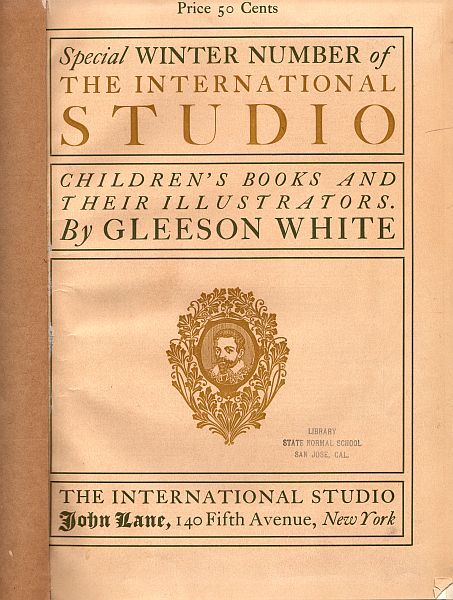 Price 50 Cents
Special WINTER NUMBER of
THE INTERNATIONAL
STUDIO
CHILDREN'S BOOKS AND
THEIR ILLUSTRATORS.
By GLEESON WHITE
LIBRARY
STATE NORMAL SCHOOL
SAN JOSE, CAL.
THE INTERNATIONAL STUDIO
John Lane, 140 Fifth Avenue, New York